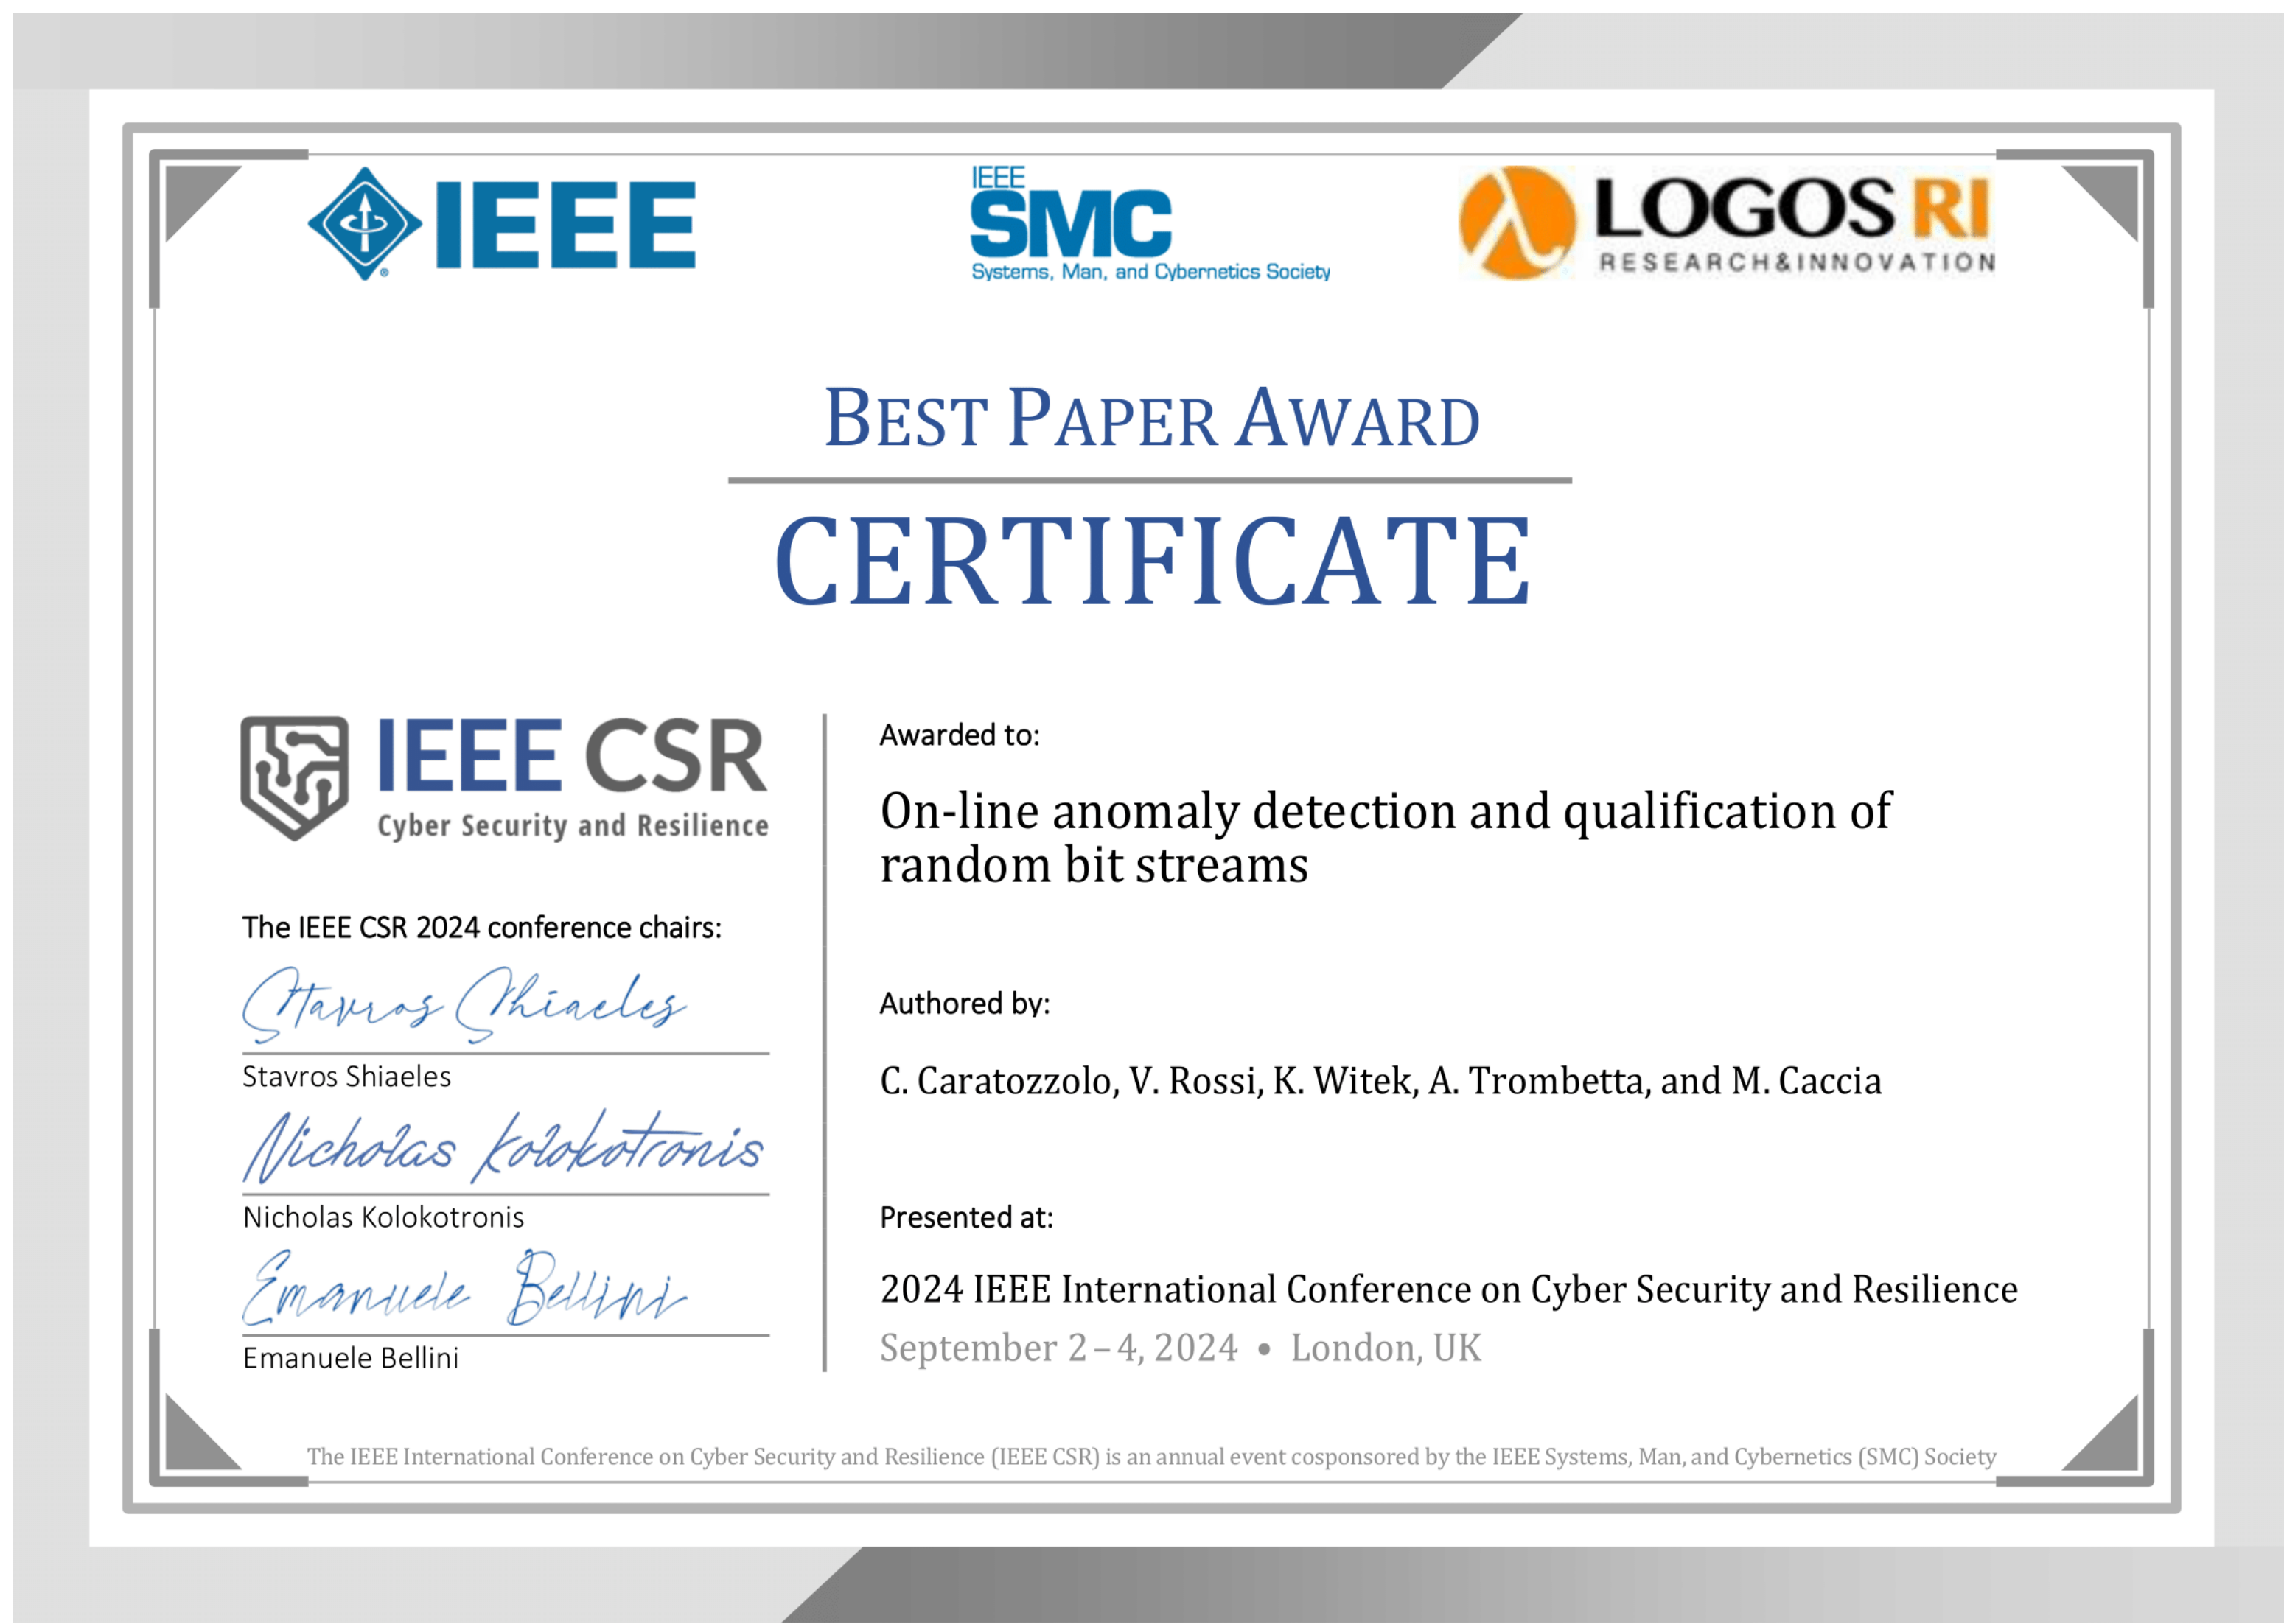 IEEE
IEEE
SMC
Systems, Man, and Cybernetics Society
LOGOS RI
RESEARCH&INNOVATION
BEST PAPER AWARD
CERTIFICATE
IEEE CSR
Cyber Security and Resilience
The IEEE CSR 2024 conference chairs:
Stavros Shiaeles
Stavros Shiaeles
Nicholas Kolokotronis
Nicholas Kolokotronis
Emanuele Bellini
Emanuele Bellini
Awarded to:
On-line anomaly detection and qualification of
random bit streams
Authored by:
C. Caratozzolo, V. Rossi, K. Witek, A. Trombetta, and M. Caccia
Presented at:
2024 IEEE International Conference on Cyber Security and Resilience
September 2–4, 2024 • London, UK
The IEEE International Conference on Cyber Security and Resilience (IEEE CSR) is an annual event cosponsored by the IEEE Systems, Man, and Cybernetics (SMC) Society